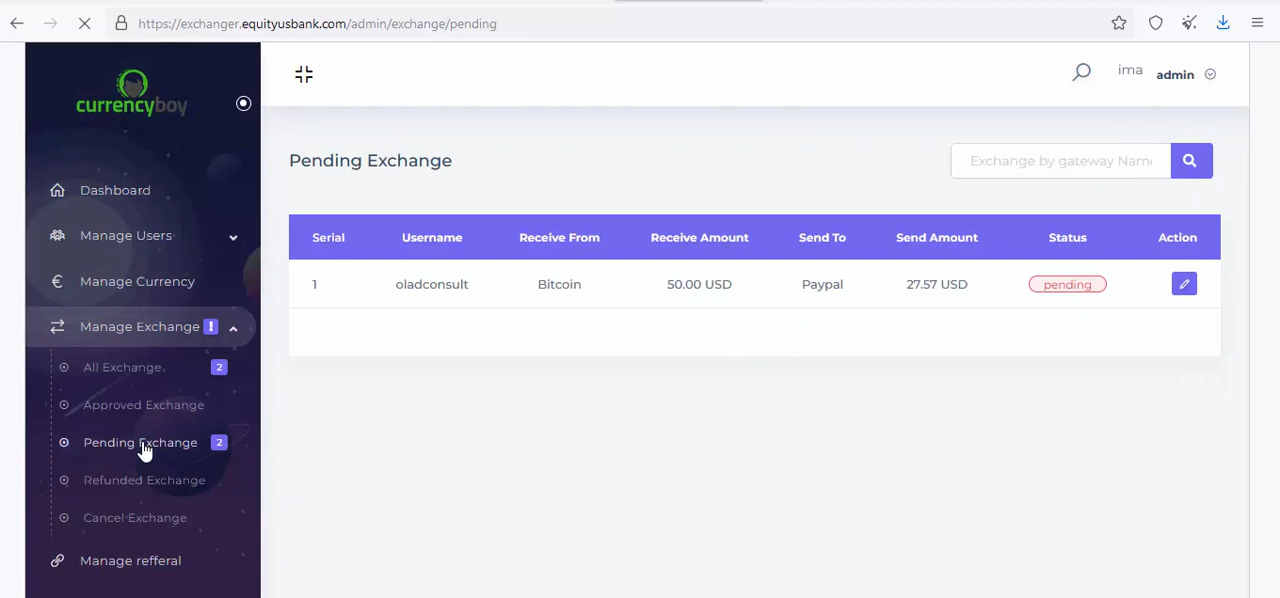 https://exchanger.equityusbank.com/admin/exchange/pending
currencyboy
ima admin
Dashboard
Manage Users
€ Manage Currency
Manage Exchange !
All Exchange 2
Approved Exchange
Pending Exchange 2
Refunded Exchange
Cancel Exchange
Manage refferal
Pending Exchange
Exchange by gateway Name
Serial Username Receive From Receive Amount Send To Send Amount Status Action
1 oladconsult Bitcoin 50.00 USD Paypal 27.57 USD pending